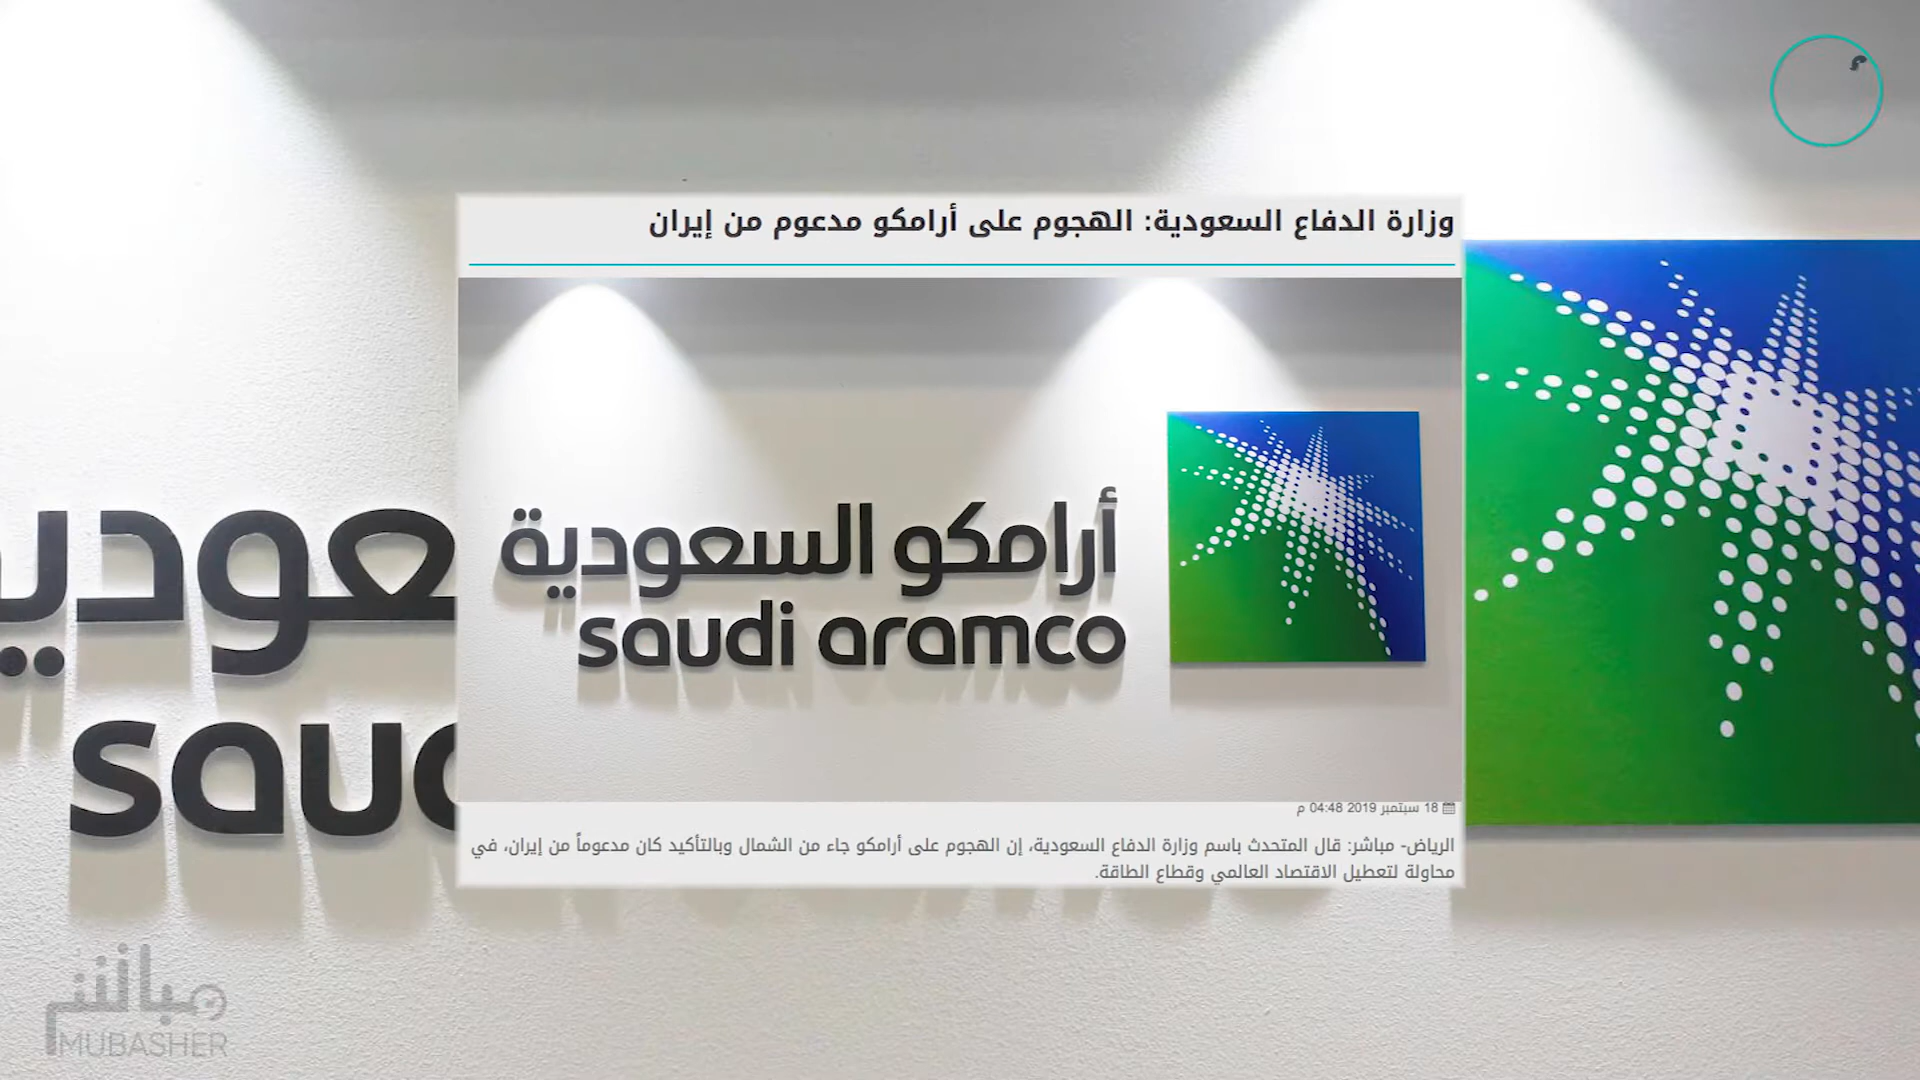 وزارة الدفاع السعودية: الهجوم على أرامكو مدعوم من إيران
أرامكو السعودية
saudi aramco
18 سبتمبر 2019 04:48 م
الرياض- مباشر: قال المتحدث باسم وزارة الدفاع السعودية، إن الهجوم على أرامكو جاء من الشمال وبالتأكيد كان مدعوماً من إيران، في
محاولة لتعطيل الاقتصاد العالمي وقطاع الطاقة.
مباشر
MUBASHER